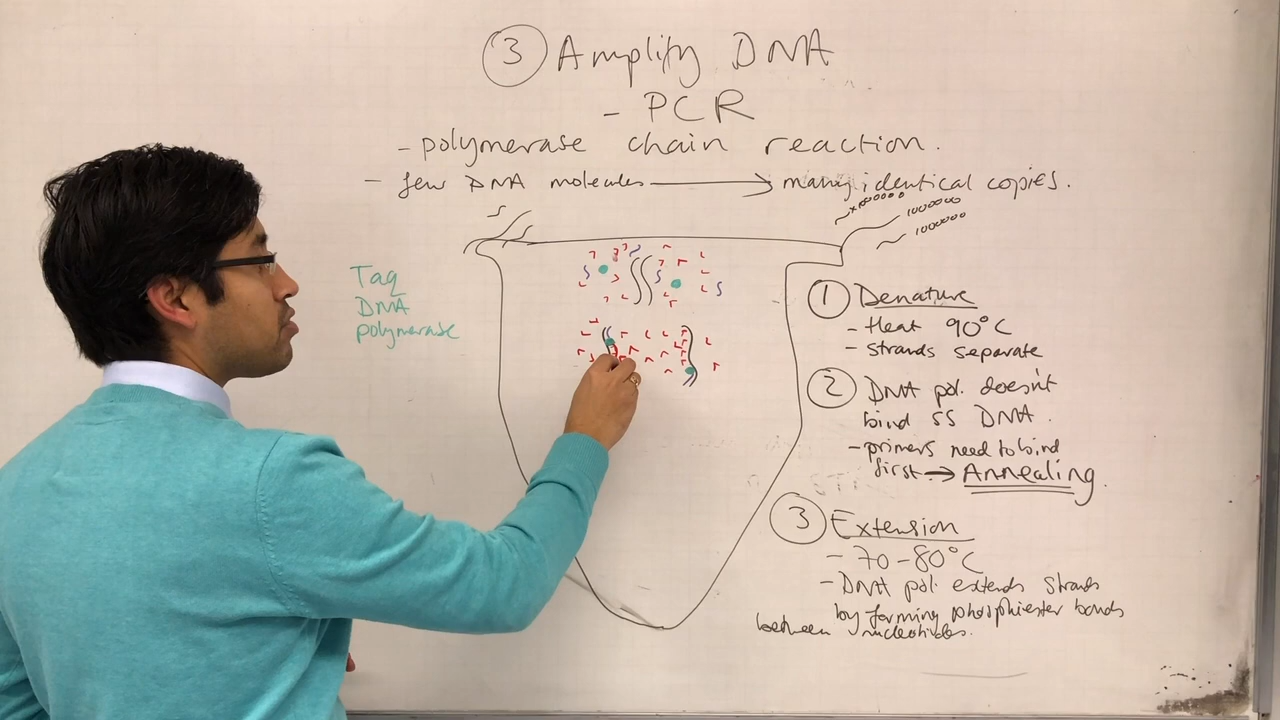 ③ Amplify DNA
- PCR
- polymerase chain reaction.
- few DNA molecules → many identical copies.
x1000000
1000000
1000000
Taq
DNA
polymerase
① Denature
- Heat 90°C
- strands separate
② DNA pol. doesn't
bind SS DNA.
- primers need to bind
first → Annealing.
③ Extension
- 70-80°C
- DNA pol. extends strands
by forming phosphiester bonds
between nucleotides.